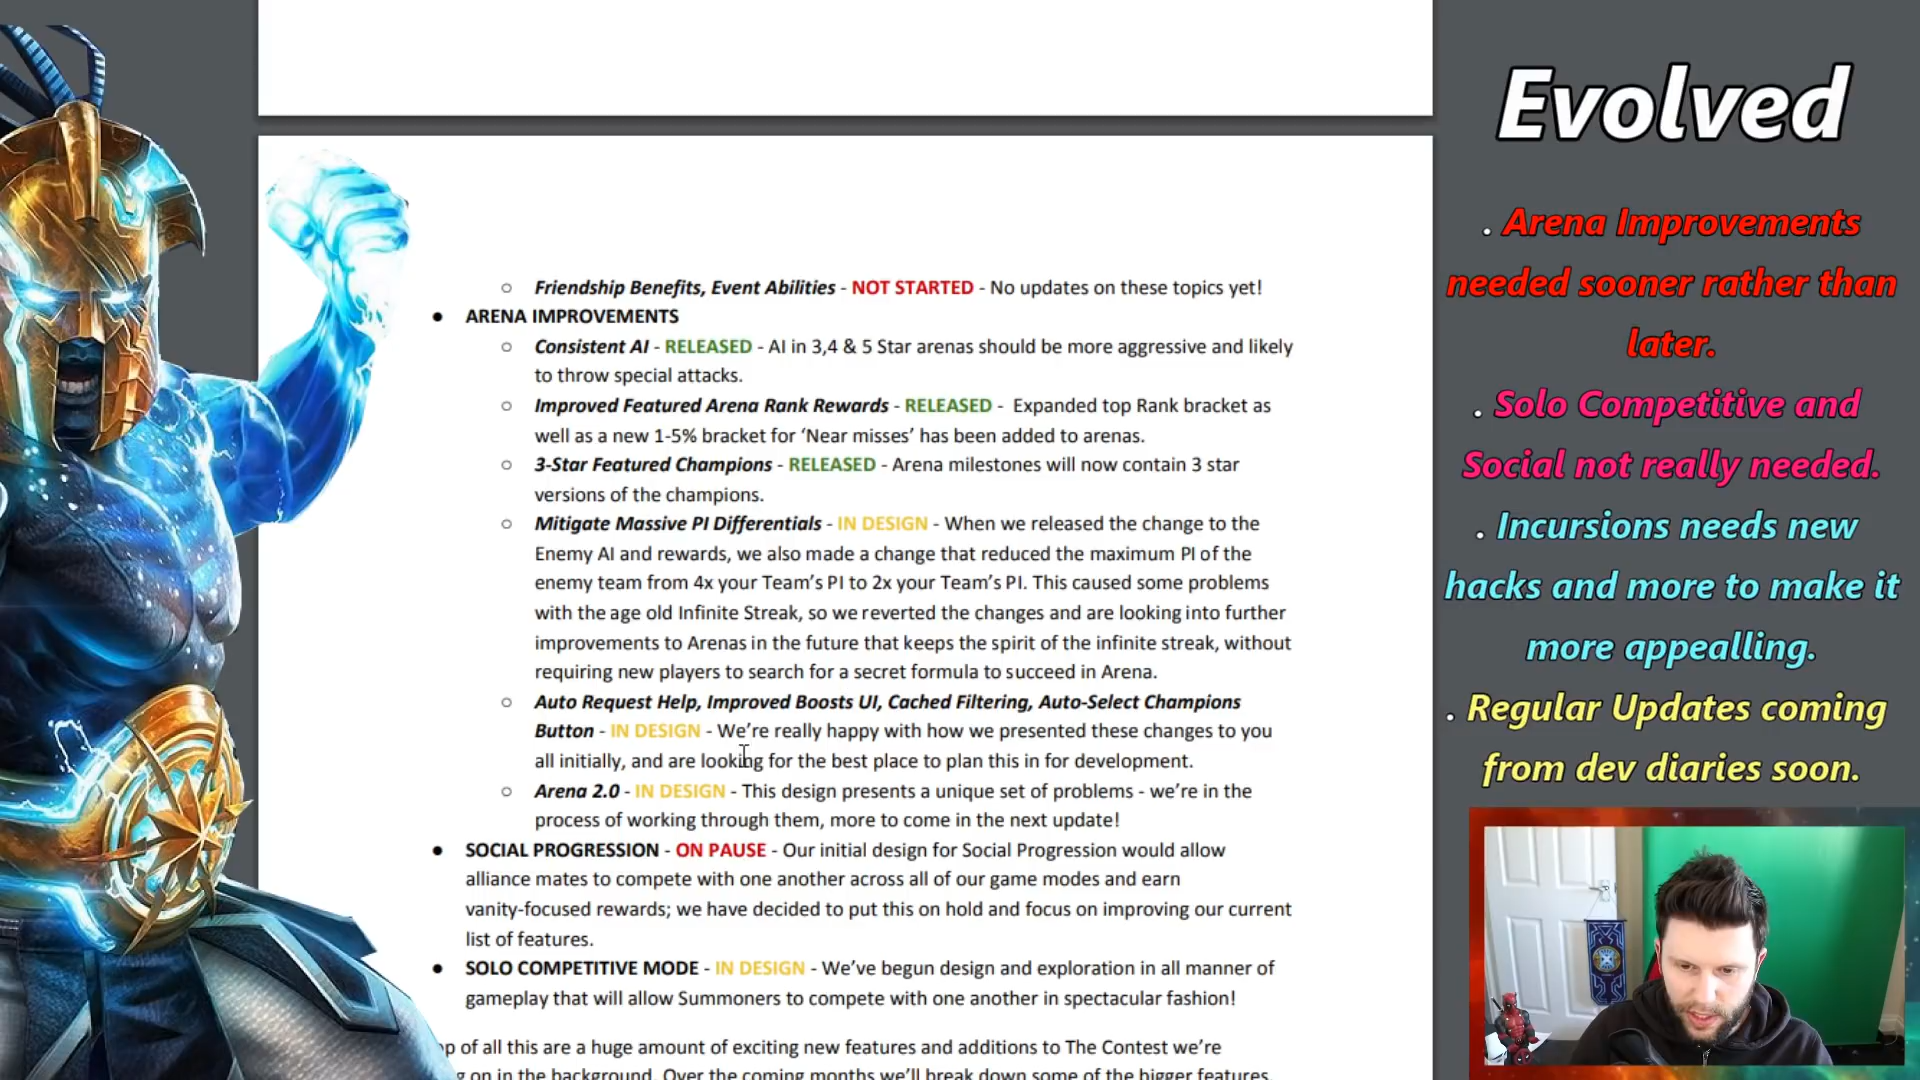 Friendship Benefits, Event Abilities - NOT STARTED - No updates on these topics yet!
ARENA IMPROVEMENTS
Consistent AI - RELEASED - AI in 3,4 & 5 Star arenas should be more aggressive and likely
to throw special attacks.
Improved Featured Arena Rank Rewards - RELEASED - Expanded top Rank bracket as
well as a new 1-5% bracket for ‘Near misses’ has been added to arenas.
3-Star Featured Champions - RELEASED - Arena milestones will now contain 3 star
versions of the champions.
Mitigate Massive PI Differentials - IN DESIGN - When we released the change to the
Enemy AI and rewards, we also made a change that reduced the maximum PI of the
enemy team from 4x your Team’s PI to 2x your Team’s PI. This caused some problems
with the age old Infinite Streak, so we reverted the changes and are looking into further
improvements to Arenas in the future that keeps the spirit of the infinite streak, without
requiring new players to search for a secret formula to succeed in Arena.
Auto Request Help, Improved Boosts UI, Cached Filtering, Auto-Select Champions
Button - IN DESIGN - We’re really happy with how we presented these changes to you
all initially, and are looking for the best place to plan this in for development.
Arena 2.0 - IN DESIGN - This design presents a unique set of problems - we’re in the
process of working through them, more to come in the next update!
SOCIAL PROGRESSION - ON PAUSE - Our initial design for Social Progression would allow
alliance mates to compete with one another across all of our game modes and earn
vanity-focused rewards; we have decided to put this on hold and focus on improving our current
list of features.
SOLO COMPETITIVE MODE - IN DESIGN - We’ve begun design and exploration in all manner of
gameplay that will allow Summoners to compete with one another in spectacular fashion!
of all this are a huge amount of exciting new features and additions to The Contest we’re
on in the background. Over the coming months we’ll break down some of the bigger features,
Evolved
. Arena Improvements
needed sooner rather than
later.
. Solo Competitive and
Social not really needed.
. Incursions needs new
hacks and more to make it
more appealling.
. Regular Updates coming
from dev diaries soon.